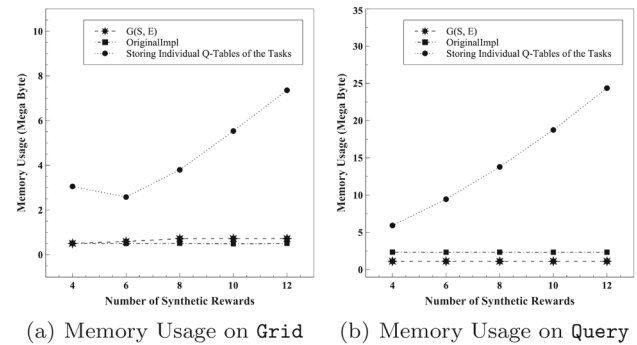 11
10
8
6
4
2
0
Memory Usage (Mega Byte)
G(S, E)
OriginalImpl
Storing Individual Q-Tables of the Tasks
4 6 8 10 12
Number of Synthetic Rewards
(a) Memory Usage on Grid
35
30
25
20
15
10
5
0
Memory Usage (Mega Byte)
G(S, E)
OriginalImpl
Storing Individual Q-Tables of the Tasks
4 6 8 10 12
Number of Synthetic Rewards
(b) Memory Usage on Query